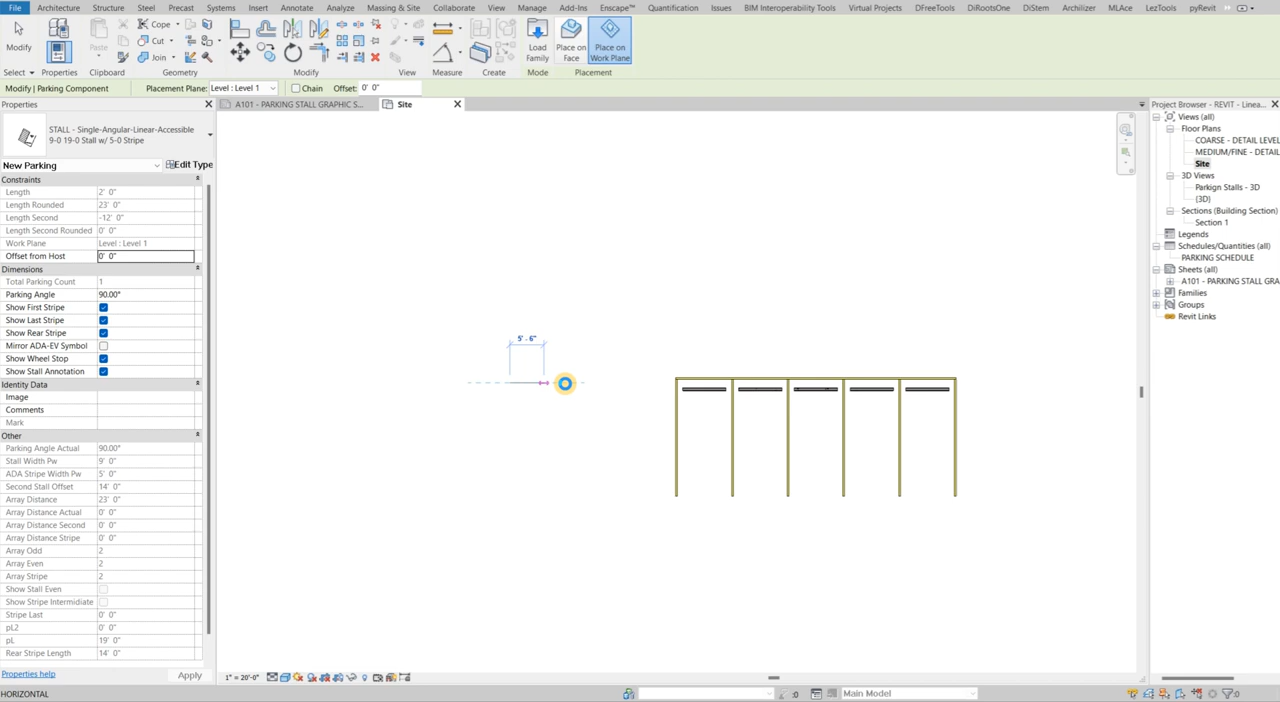 File Architecture Structure Steel Precast Systems Insert Annotate Analyze Massing & Site Collaborate View Manage Add-Ins Enscape™ Quantification Issues BIM Interoperability Tools Virtual Projects DFreeTools DiRootsOne DiStem Archilizer MLAce LezTools pyRevit
Cope
Cut
Join
Modify
Properties
Paste
Load Family
Place on Face
Place on Work Plane
Select Properties Clipboard Geometry Modify View Measure Create Mode Placement
Modify | Parking Component Placement Plane: Level : Level 1 Chain Offset: 0' 0"
Properties
A101 - PARKING STALL GRAPHIC S...
Site
STALL - Single-Angular-Linear-Accessible
9-0 19-0 Stall w/ 5-0 Stripe
New Parking Edit Type
Constraints
Length 2' 0"
Length Rounded 23' 0"
Length Second -12' 0"
Length Second Rounded 0' 0"
Work Plane Level : Level 1
Offset from Host 0' 0"
Dimensions
Total Parking Count 1
Parking Angle 90.00°
Show First Stripe
Show Last Stripe
Show Rear Stripe
Mirror ADA-EV Symbol
Show Wheel Stop
Show Stall Annotation
Identity Data
Image
Comments
Mark
Other
Parking Angle Actual 90.00°
Stall Width Pw 9' 0"
ADA Stripe Width Pw 5' 0"
Second Stall Offset 14' 0"
Array Distance 23' 0"
Array Distance Actual 0' 0"
Array Distance Second 0' 0"
Array Distance Stripe 0' 0"
Array Odd 2
Array Even 2
Array Stripe 2
Show Stall Even
Show Stripe Intermidiate
Stripe Last 0' 0"
pL2 0' 0"
pL 19' 0"
Rear Stripe Length 14' 0"
Properties help Apply
5' - 6"
Project Browser - REVIT - Linea...
Views (all)
Floor Plans
COARSE - DETAIL LEVEL
MEDIUM/FINE - DETAIL
Site
3D Views
Parkign Stalls - 3D
{3D}
Sections (Building Section)
Section 1
Legends
Schedules/Quantities (all)
PARKING SCHEDULE
Sheets (all)
A101 - PARKING STALL GRA
Families
Groups
Revit Links
1" = 20'-0"
HORIZONTAL
:0
Main Model
:0